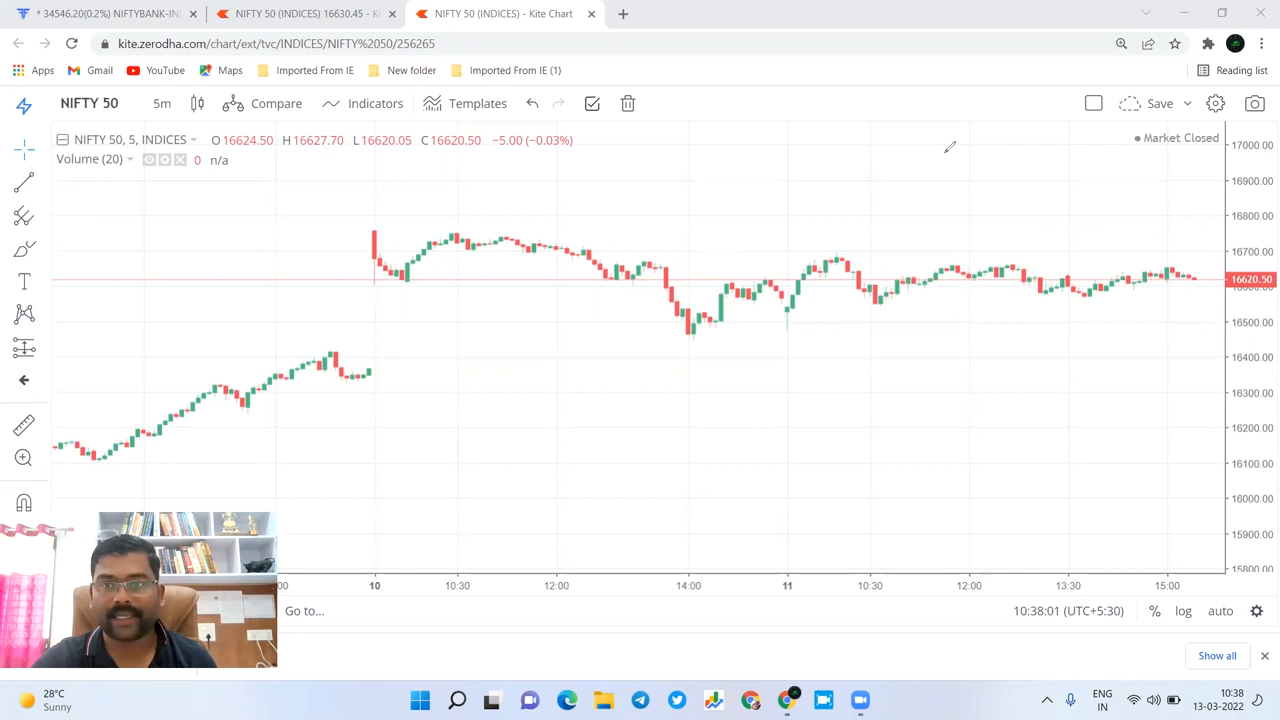 * 34546.20(0.2%) NIFTYBANK-IN
NIFTY 50 (INDICES) 16630.45 - Ki
NIFTY 50 (INDICES) - Kite Chart
kite.zerodha.com/chart/ext/tvc/INDICES/NIFTY%2050/256265
Apps
Gmail
YouTube
Maps
Imported From IE
New folder
Imported From IE (1)
Reading list
NIFTY 50
5m
Compare
Indicators
Templates
Save
NIFTY 50, 5, INDICES
O 16624.50 H 16627.70 L 16620.05 C 16620.50 −5.00 (−0.03%)
Market Closed
Volume (20)
0 n/a
17000.00
16900.00
16800.00
16700.00
16620.50
16600.00
16500.00
16400.00
16300.00
16200.00
16100.00
16000.00
15900.00
15800.00
:00
10
10:30
12:00
14:00
11
10:30
12:00
13:30
15:00
Go to...
10:38:01 (UTC+5:30)
%
log
auto
Show all
28°C
Sunny
ENG
IN
10:38
13-03-2022